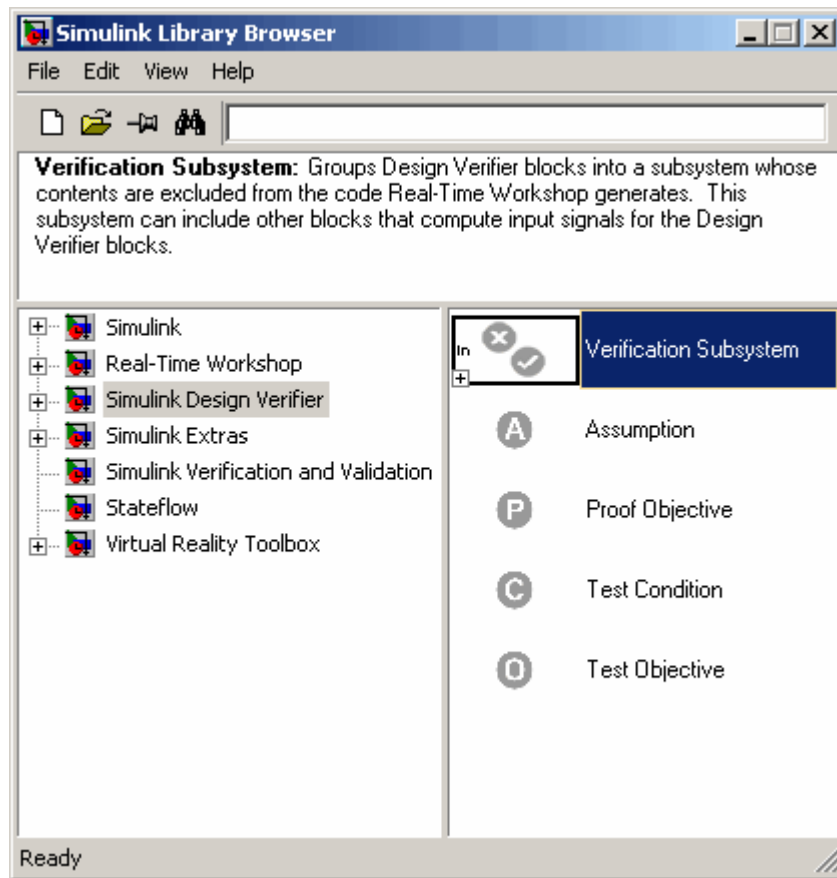 Simulink Library Browser
File Edit View Help
Verification Subsystem: Groups Design Verifier blocks into a subsystem whose
contents are excluded from the code Real-Time Workshop generates. This
subsystem can include other blocks that compute input signals for the Design
Verifier blocks.
Simulink
Real-Time Workshop
Simulink Design Verifier
Simulink Extras
Simulink Verification and Validation
Stateflow
Virtual Reality Toolbox
In
Verification Subsystem
A Assumption
P Proof Objective
C Test Condition
O Test Objective
Ready